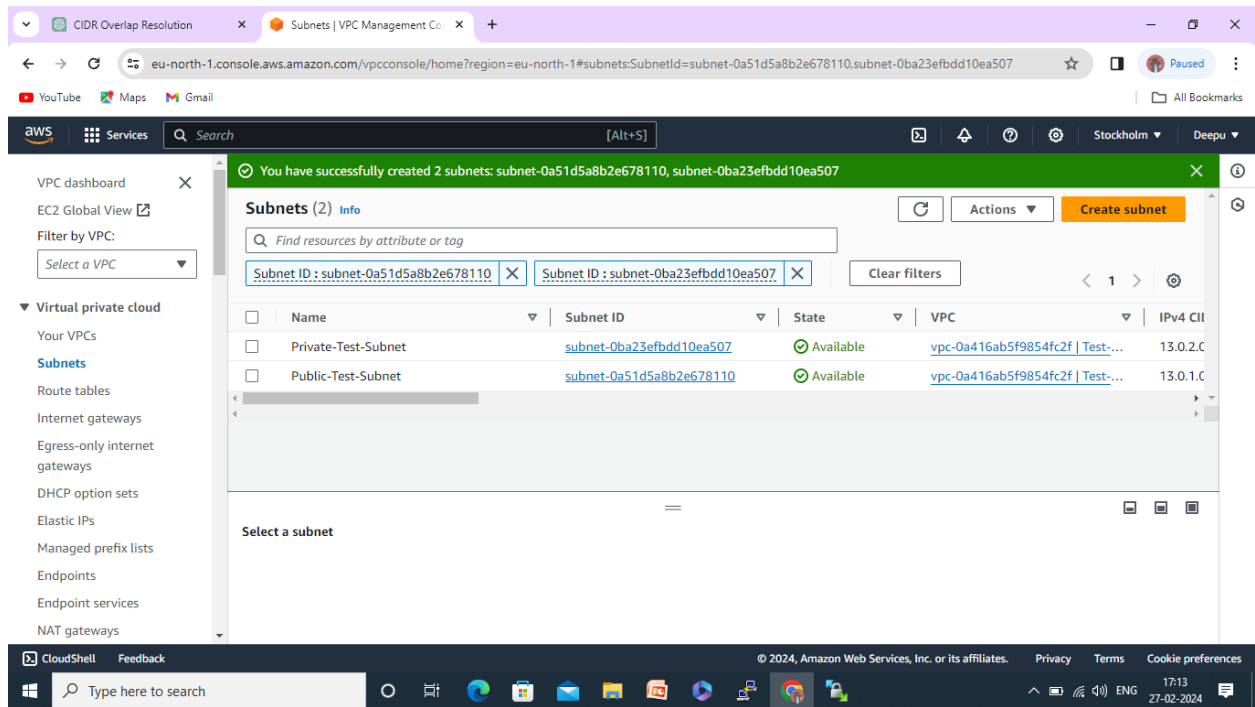 CIDR Overlap Resolution
Subnets | VPC Management Co
eu-north-1.console.aws.amazon.com/vpcconsole/home?region=eu-north-1#subnets:SubnetId=subnet-0a51d5a8b2e678110,subnet-0ba23efbdd10ea507
Paused
YouTube Maps Gmail
All Bookmarks
aws Services Search [Alt+S] Stockholm Deepu
You have successfully created 2 subnets: subnet-0a51d5a8b2e678110, subnet-0ba23efbdd10ea507
VPC dashboard
EC2 Global View
Filter by VPC:
Select a VPC
Virtual private cloud
Your VPCs
Subnets
Route tables
Internet gateways
Egress-only internet
gateways
DHCP option sets
Elastic IPs
Managed prefix lists
Endpoints
Endpoint services
NAT gateways
Subnets (2) Info
Actions
Create subnet
Find resources by attribute or tag
Subnet ID : subnet-0a51d5a8b2e678110
Subnet ID : subnet-0ba23efbdd10ea507
Clear filters
1
Name Subnet ID State VPC IPv4 CI
Private-Test-Subnet subnet-0ba23efbdd10ea507 Available vpc-0a416ab5f9854fc2f | Test-... 13.0.2.0
Public-Test-Subnet subnet-0a51d5a8b2e678110 Available vpc-0a416ab5f9854fc2f | Test-... 13.0.1.0
Select a subnet
CloudShell Feedback
© 2024, Amazon Web Services, Inc. or its affiliates. Privacy Terms Cookie preferences
Type here to search
ENG
17:13
27-02-2024